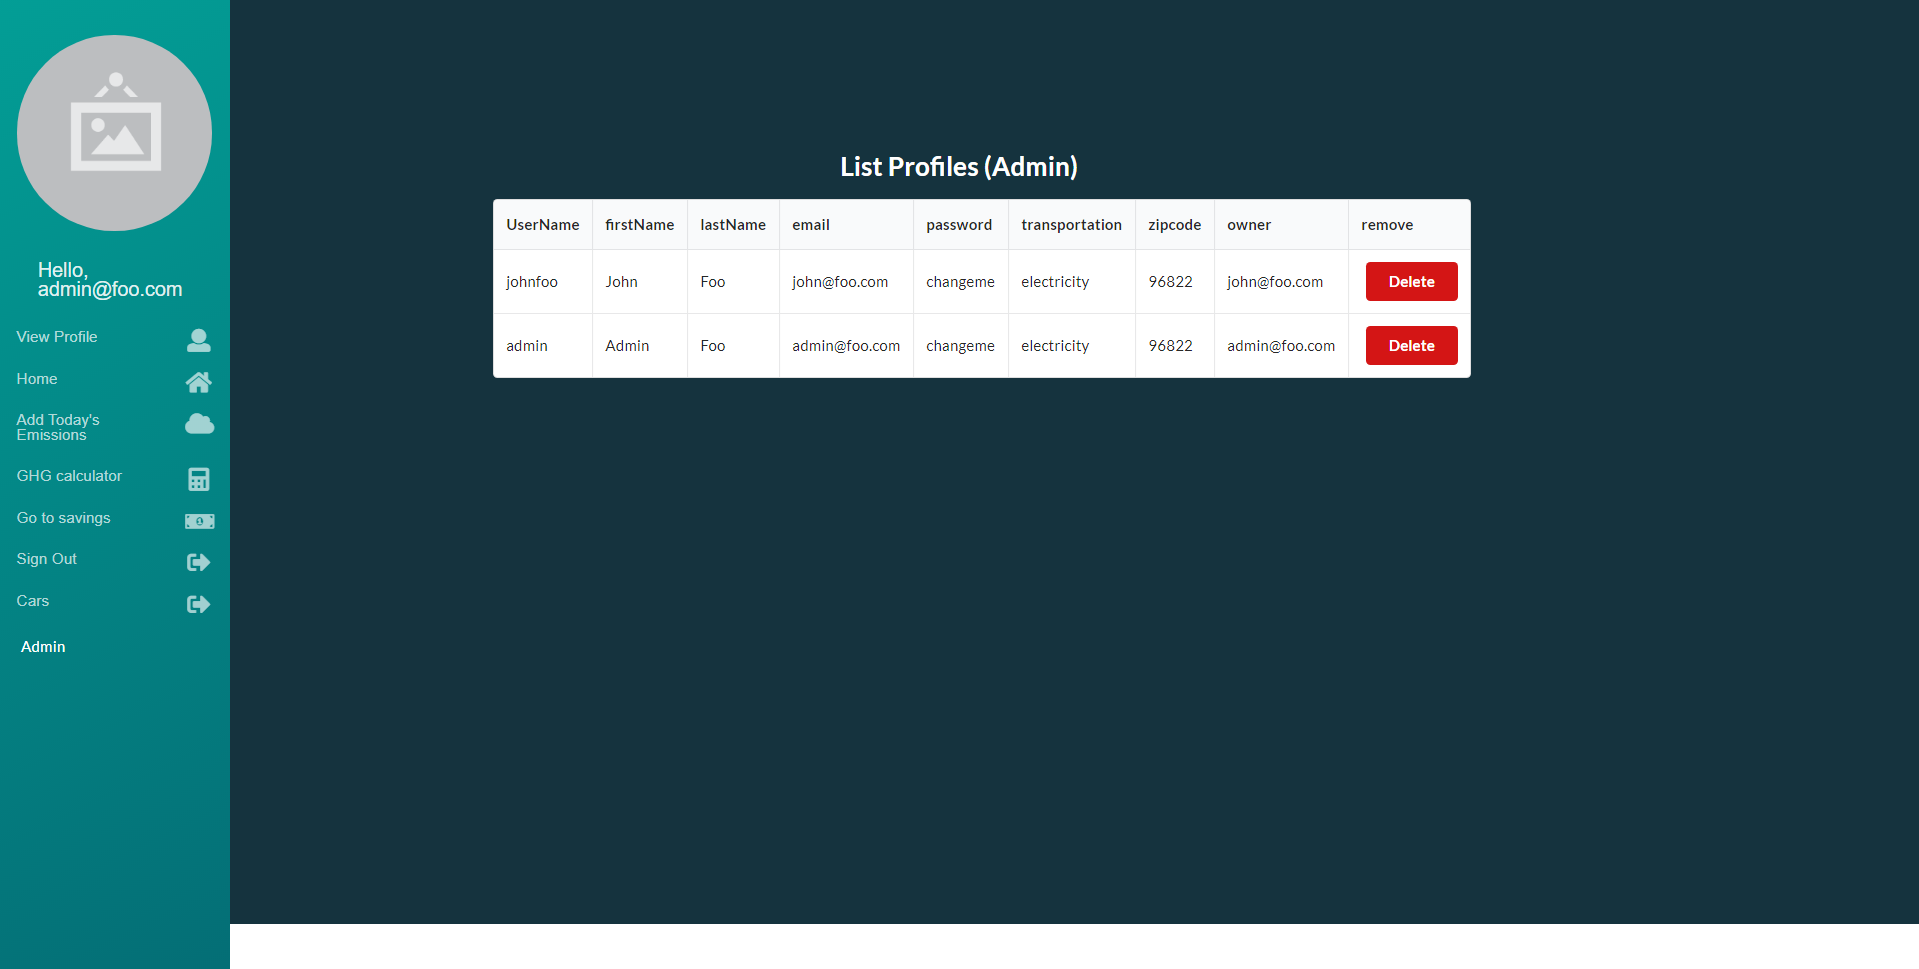 Hello,
admin@foo.com
View Profile
Home
Add Today's
Emissions
GHG calculator
Go to savings
Sign Out
Cars
Admin
List Profiles (Admin)
UserName firstName lastName email password transportation zipcode owner remove
johnfoo John Foo john@foo.com changeme electricity 96822 john@foo.com Delete
admin Admin Foo admin@foo.com changeme electricity 96822 admin@foo.com Delete